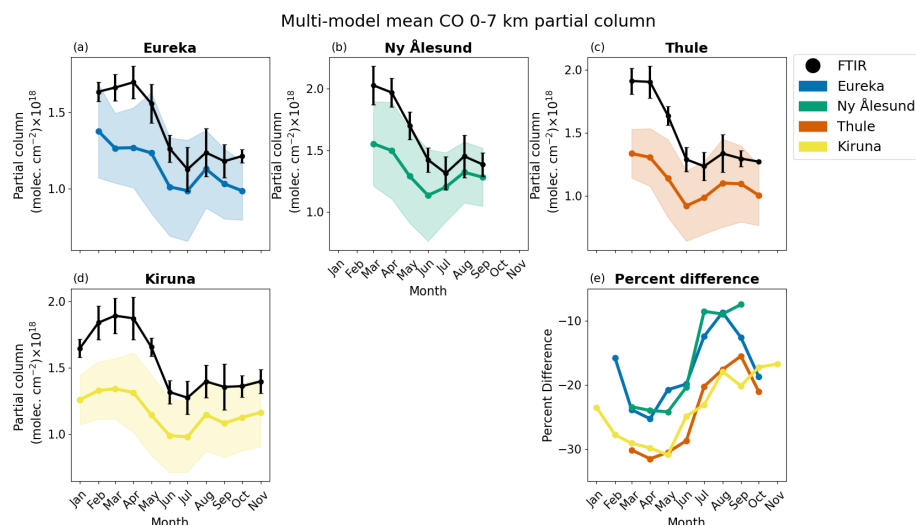 Multi-model mean CO 0-7 km partial column
(a) Eureka
(b) Ny Ålesund
(c) Thule
FTIR
Eureka
Ny Ålesund
Thule
Kiruna
Partial column
(molec. cm⁻²)×10¹⁸
1.5
1.0
Partial column
(molec. cm⁻²)×10¹⁸
2.0
1.5
1.0
Partial column
(molec. cm⁻²)×10¹⁸
2.0
1.5
1.0
Jan Feb Mar Apr May Jun Jul Aug Sep Oct Nov
Month
(d) Kiruna
(e) Percent difference
Partial column
(molec. cm⁻²)×10¹⁸
2.0
1.5
1.0
Jan Feb Mar Apr May Jun Jul Aug Sep Oct Nov
Month
Percent Difference
−10
−20
−30
Jan Feb Mar Apr May Jun Jul Aug Sep Oct Nov
Month